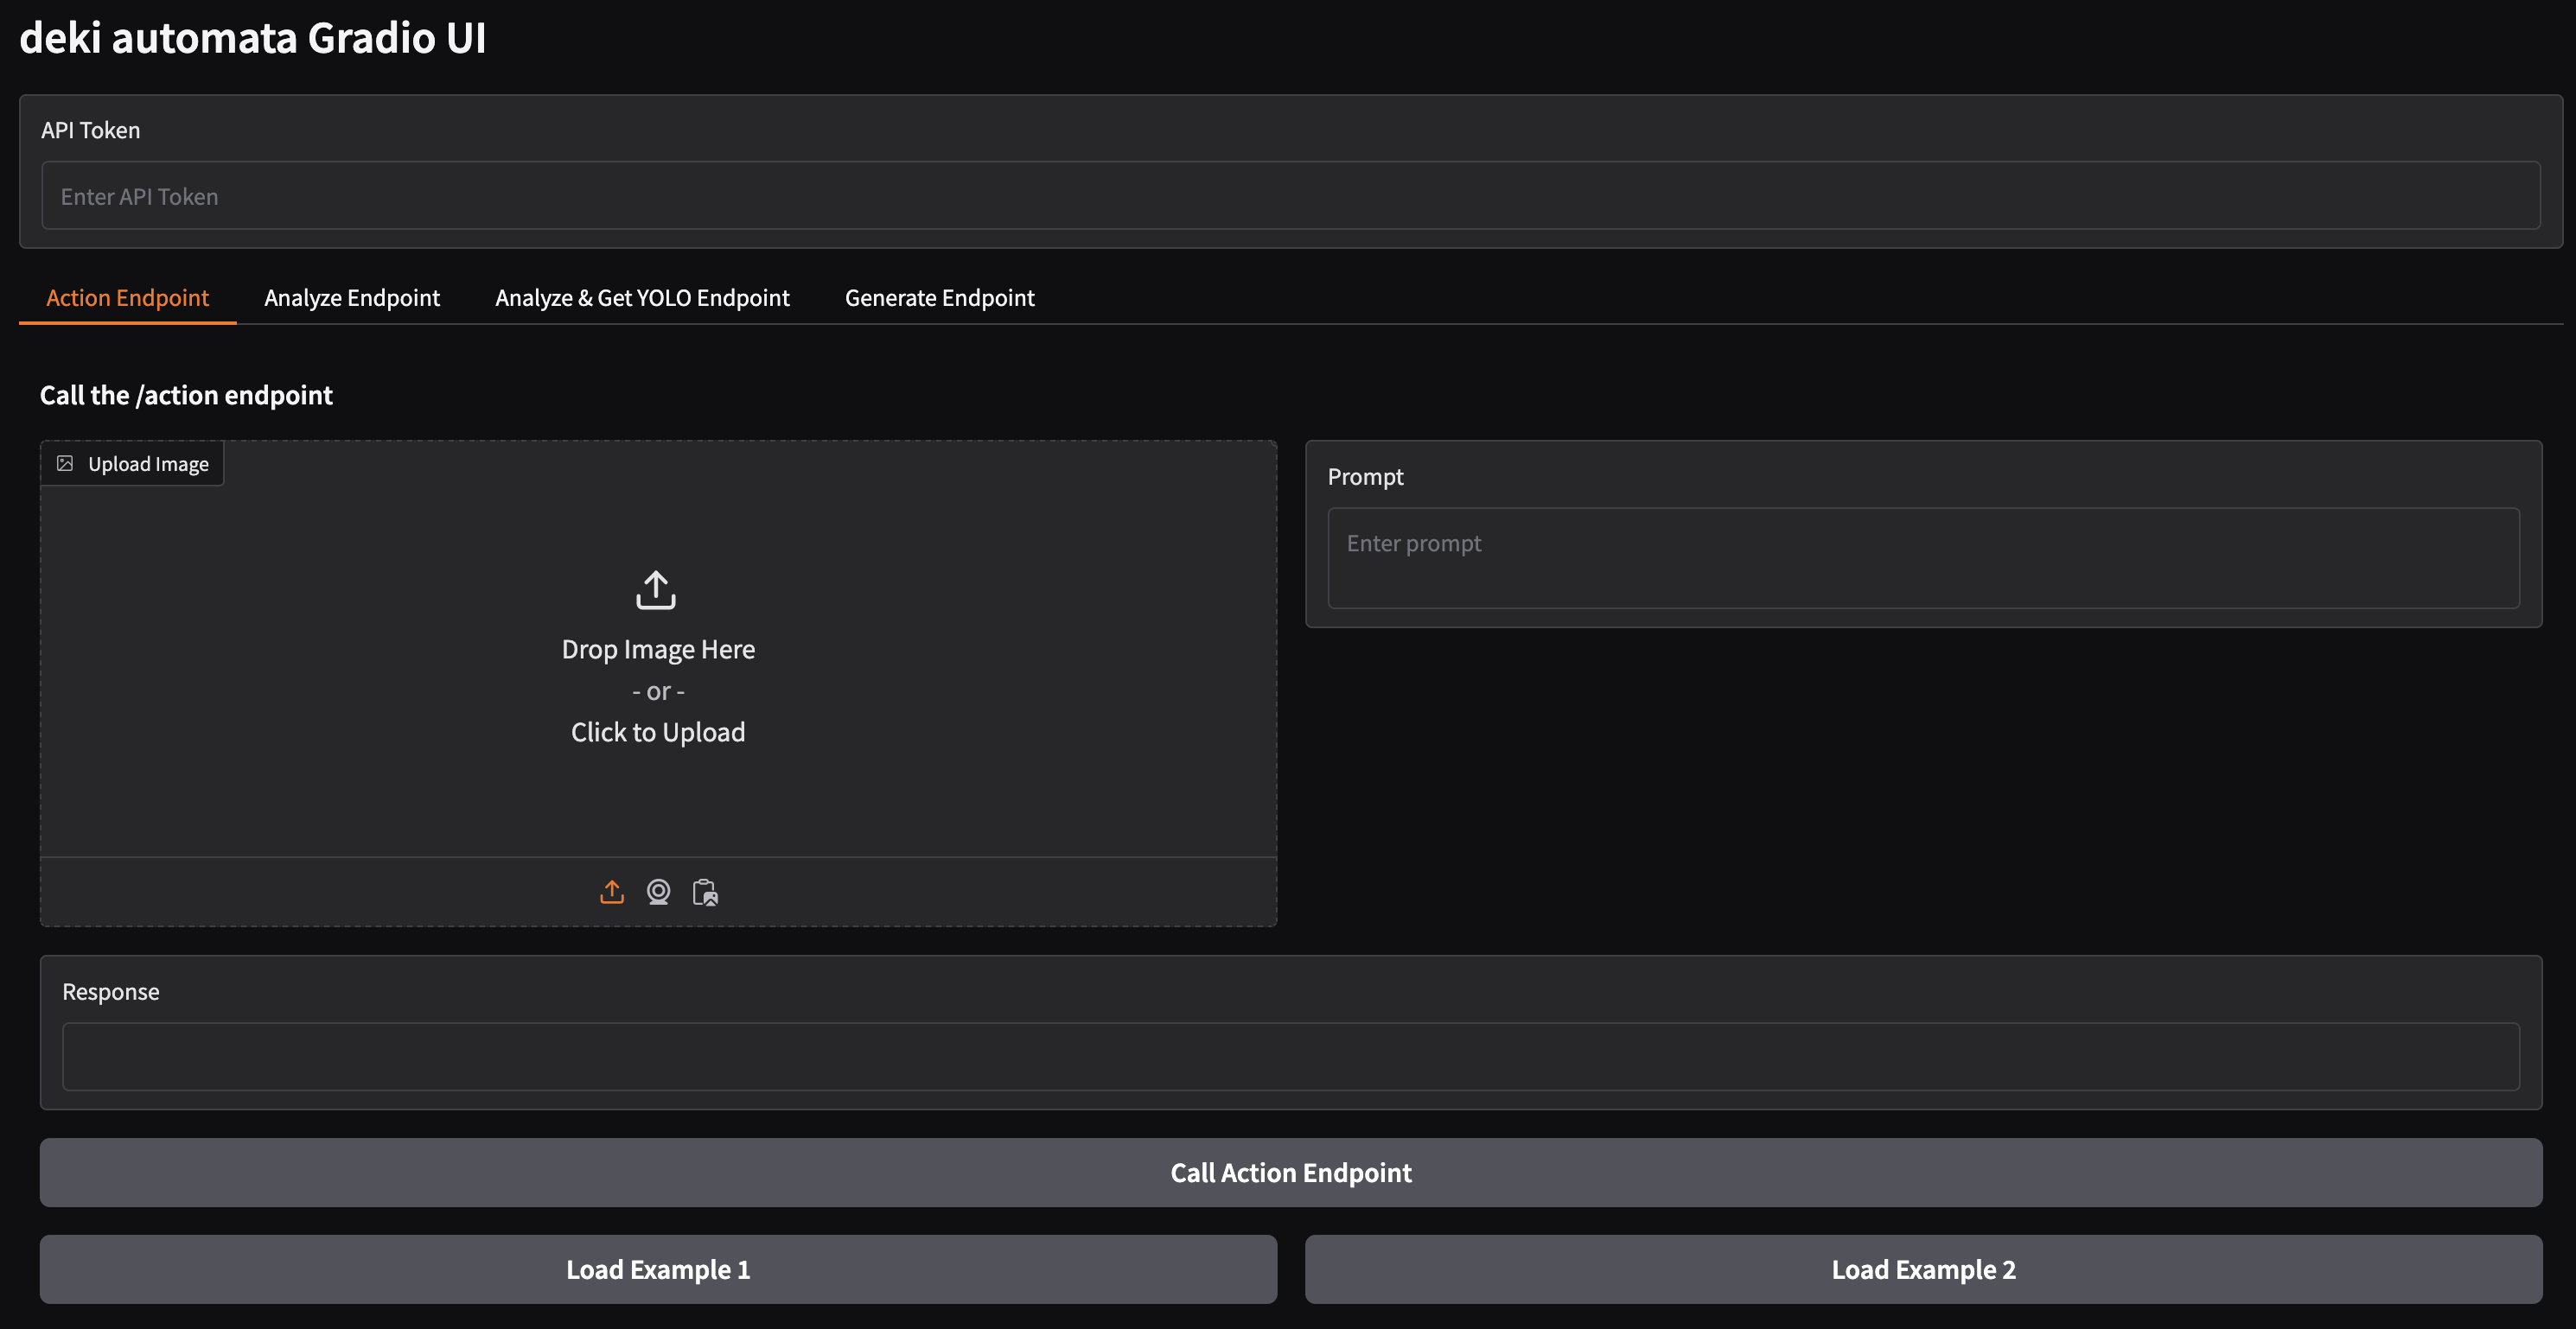 deki automata Gradio UI
API Token
Enter API Token
Action Endpoint Analyze Endpoint Analyze & Get YOLO Endpoint Generate Endpoint
Call the /action endpoint
Upload Image
Drop Image Here
- or -
Click to Upload
Prompt
Enter prompt
Response
Call Action Endpoint
Load Example 1 Load Example 2